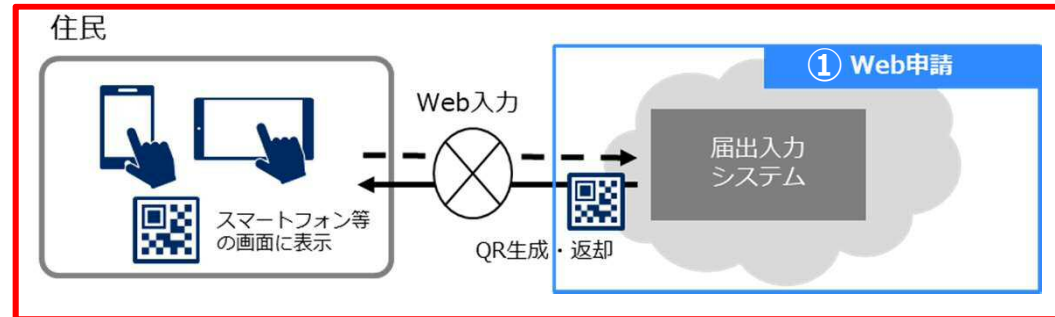 住民
① Web申請
Web入力
届出入力
システム
スマートフォン等
の画面に表示
QR生成・返却